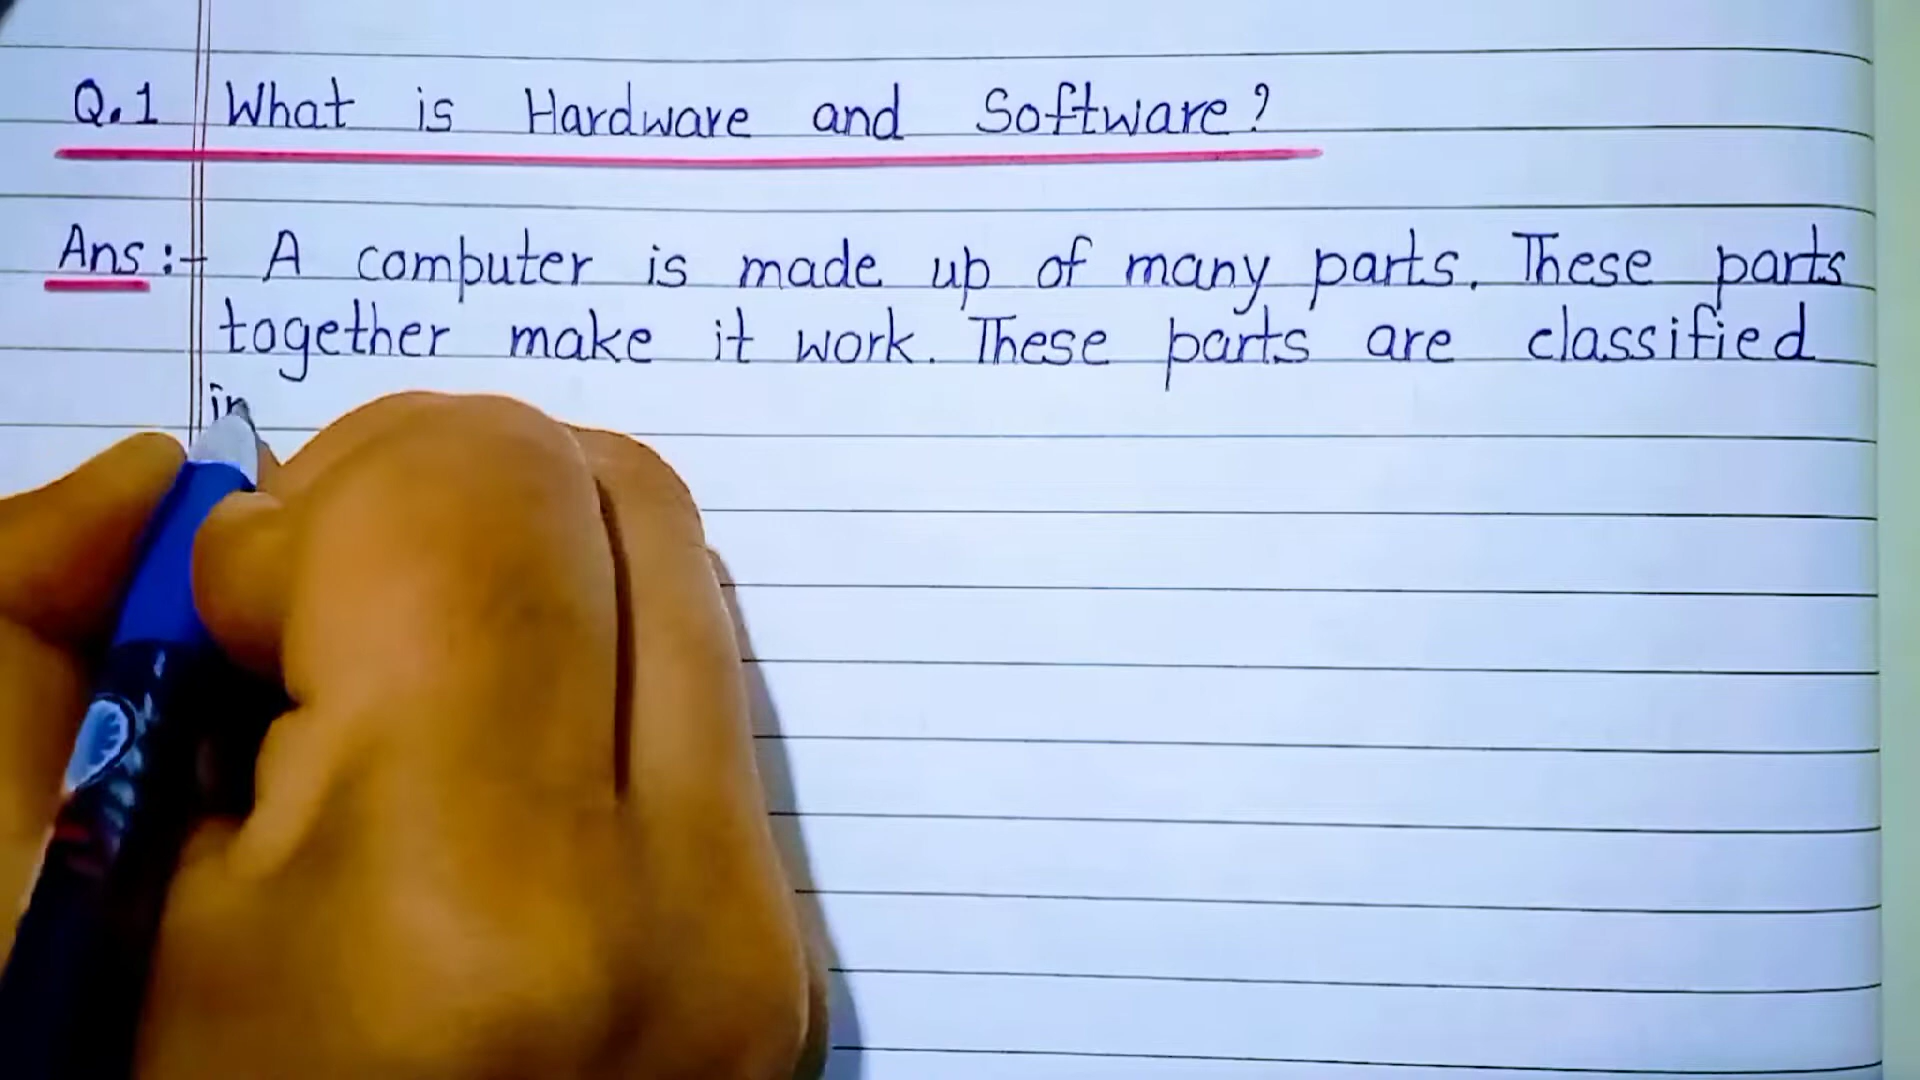 Q.1 What is Hardware and Software?
Ans:- A computer is made up of many parts. These parts
together make it work. These parts are classified
in